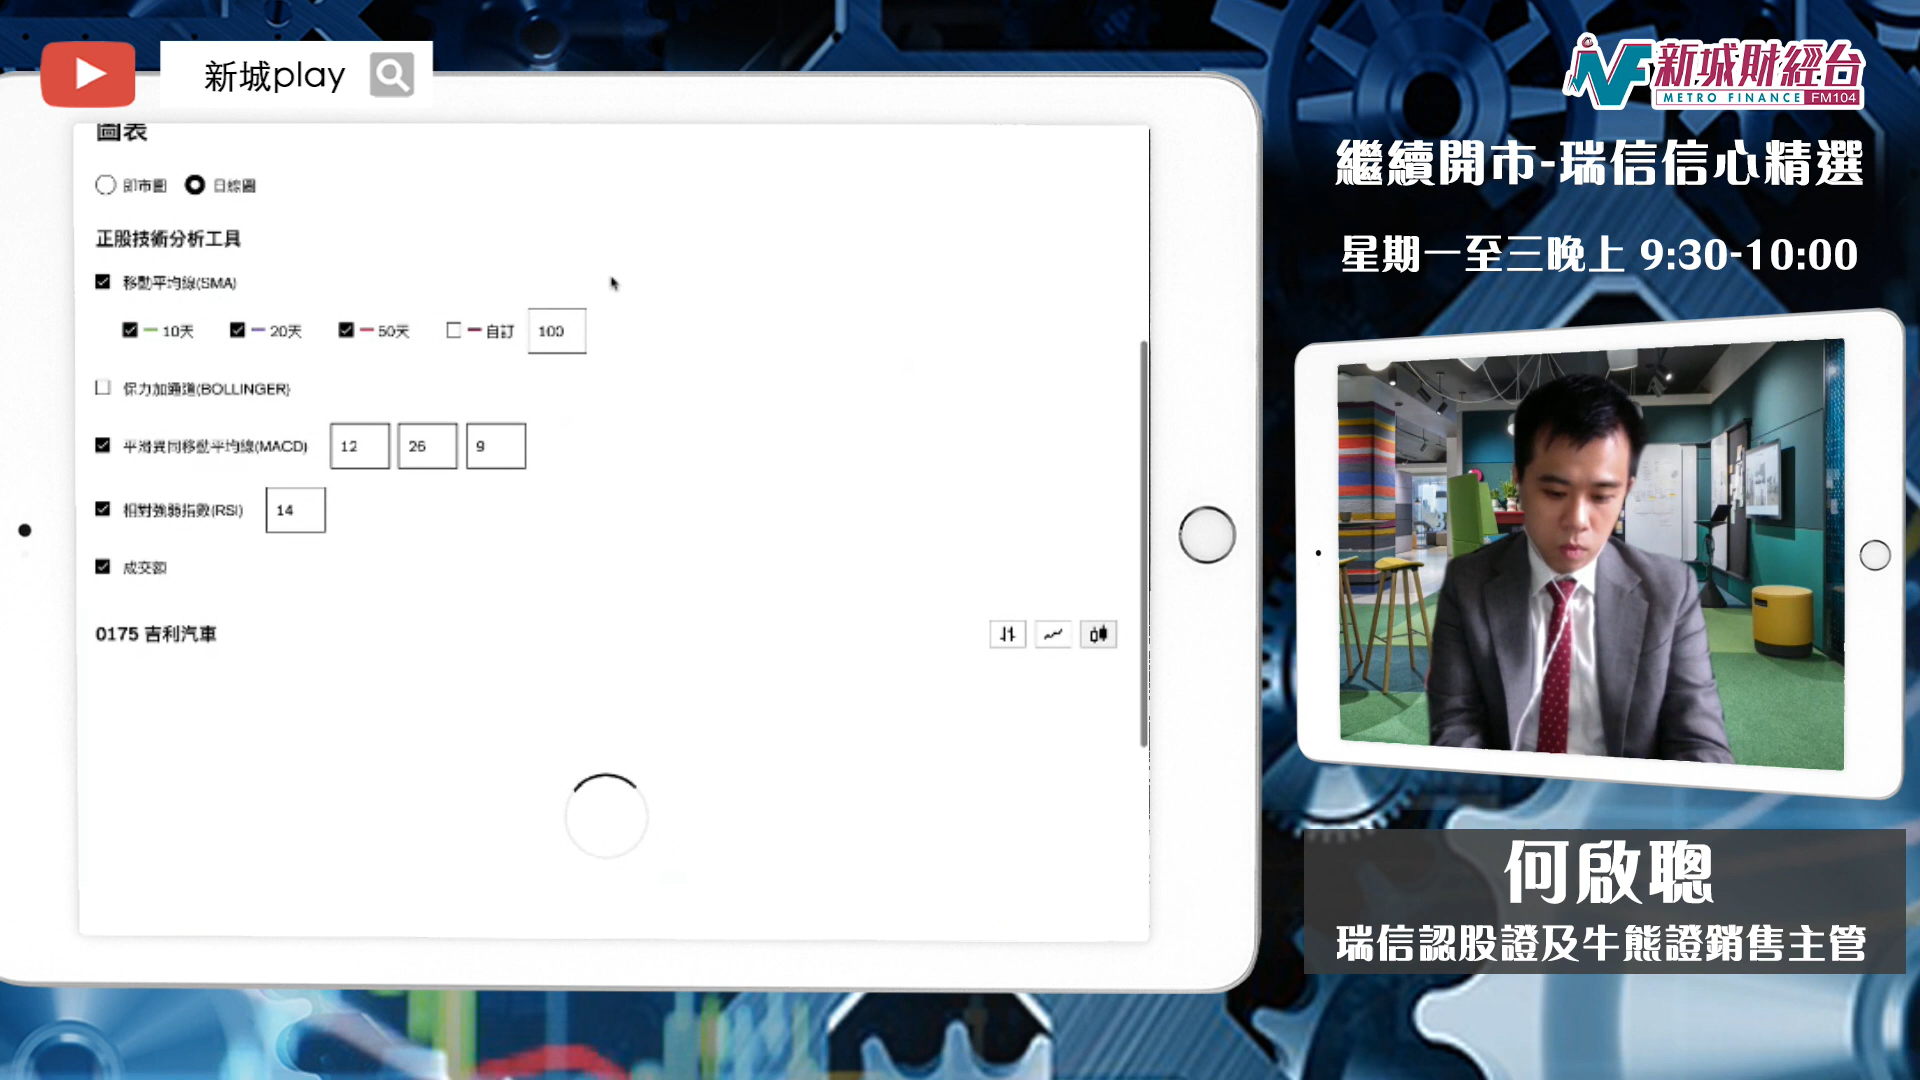 新城play
新城財經台
METRO FINANCE FM104
繼續開市-瑞信信心精選
星期一至三晚上 9:30-10:00
圖表
即市圖 日線圖
正股技術分析工具
移動平均線(SMA)
10天 20天 50天 自訂 100
保力加通道(BOLLINGER)
平滑異同移動平均線(MACD) 12 26 9
相對強弱指數(RSI) 14
成交額
0175 吉利汽車
何啟聰
瑞信認股證及牛熊證銷售主管